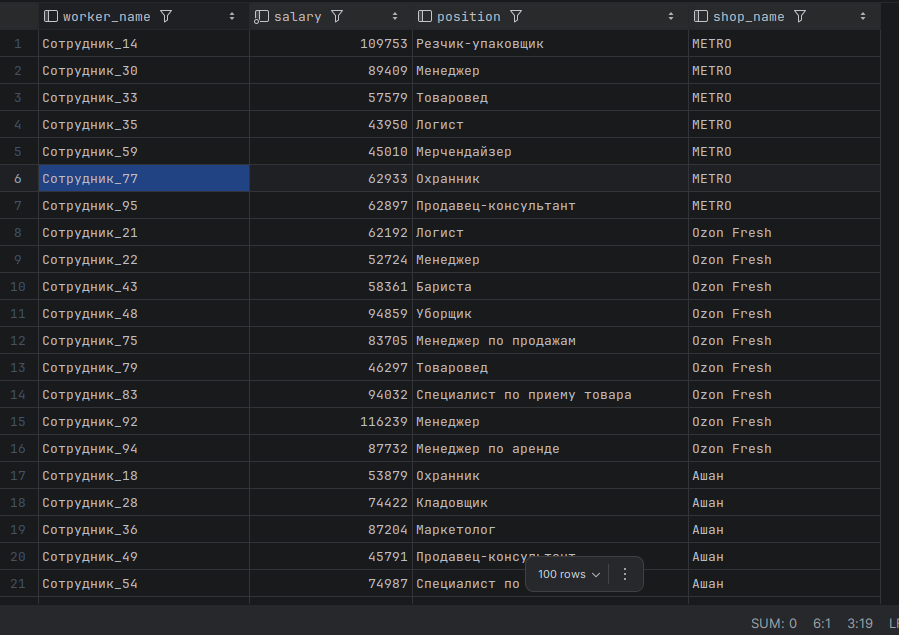 worker_name salary position shop_name
1 Сотрудник_14 109753 Резчик-упаковщик METRO
2 Сотрудник_30 89409 Менеджер METRO
3 Сотрудник_33 57579 Товаровед METRO
4 Сотрудник_35 43950 Логист METRO
5 Сотрудник_59 45010 Мерчендайзер METRO
6 Сотрудник_77 62933 Охранник METRO
7 Сотрудник_95 62897 Продавец-консультант METRO
8 Сотрудник_21 62192 Логист Ozon Fresh
9 Сотрудник_22 52724 Менеджер Ozon Fresh
10 Сотрудник_43 58361 Бариста Ozon Fresh
11 Сотрудник_48 94859 Уборщик Ozon Fresh
12 Сотрудник_75 83705 Менеджер по продажам Ozon Fresh
13 Сотрудник_79 46297 Товаровед Ozon Fresh
14 Сотрудник_83 94032 Специалист по приему товара Ozon Fresh
15 Сотрудник_92 116239 Менеджер Ozon Fresh
16 Сотрудник_94 87732 Менеджер по аренде Ozon Fresh
17 Сотрудник_18 53879 Охранник Ашан
18 Сотрудник_28 74422 Кладовщик Ашан
19 Сотрудник_36 87204 Маркетолог Ашан
20 Сотрудник_49 45791 Продавец-консультант Ашан
21 Сотрудник_54 74987 Специалист по Ашан
100 rows
SUM: 0 6:1 3:19 LF